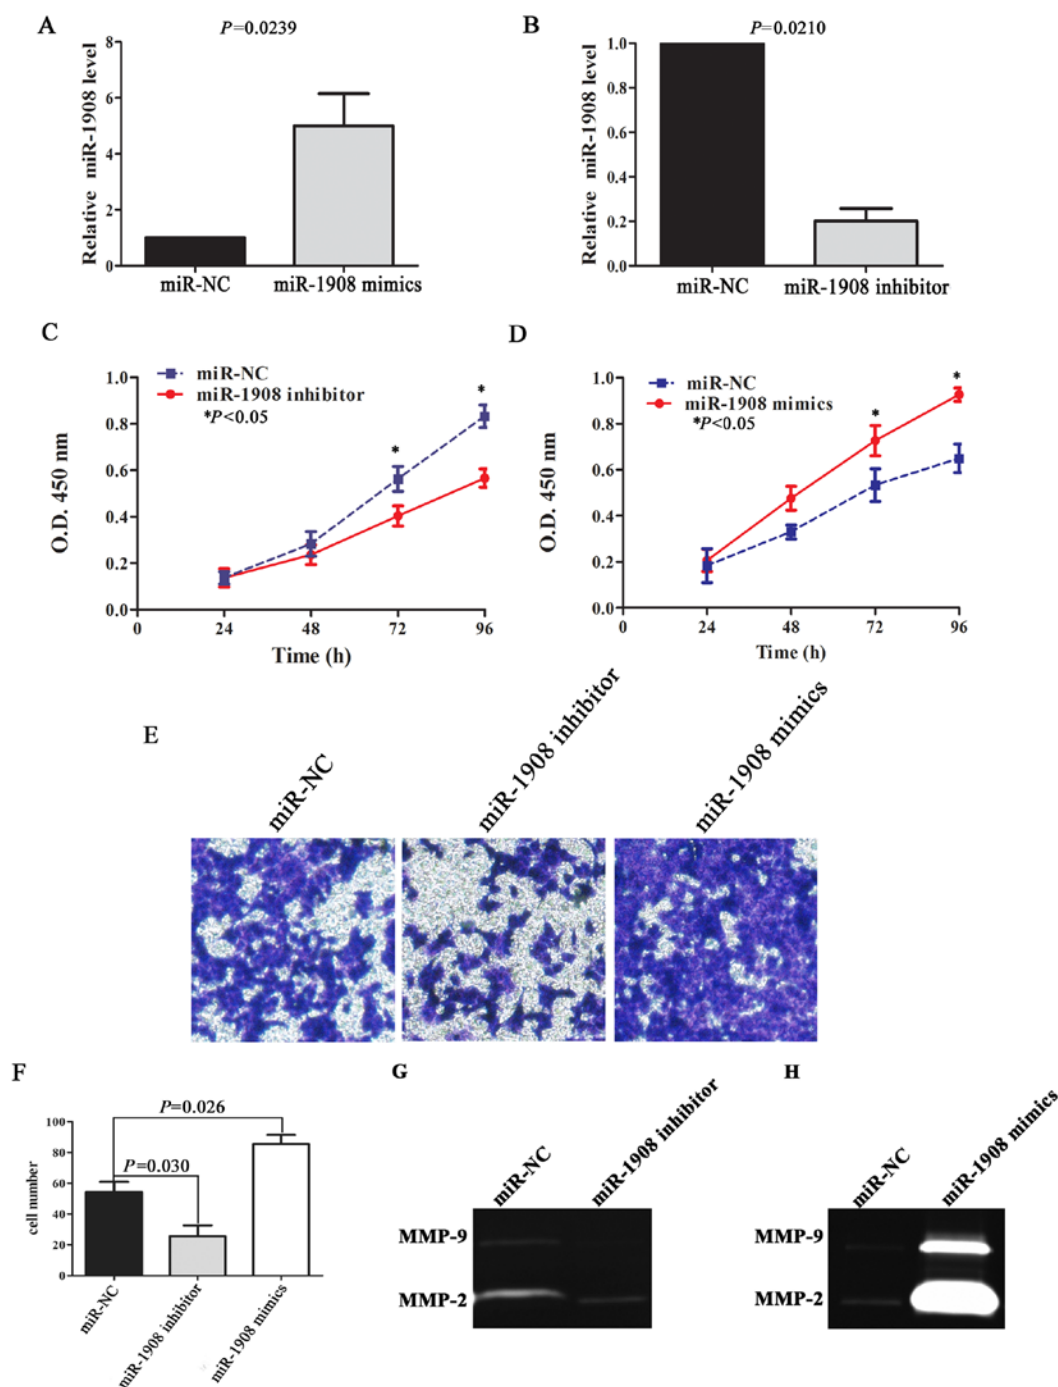 A
P=0.0239
Relative miR-1908 level
8
6
4
2
0
miR-NC
miR-1908 mimics
B
P=0.0210
Relative miR-1908 level
1.0
0.8
0.6
0.4
0.2
0.0
miR-NC
miR-1908 inhibitor
C
miR-NC
miR-1908 inhibitor
*P<0.05
O.D. 450 nm
1.0
0.8
0.6
0.4
0.2
0.0
*
*
0
24
48
72
96
Time (h)
D
miR-NC
miR-1908 mimics
*P<0.05
O.D. 450 nm
1.0
0.8
0.6
0.4
0.2
0.0
*
*
0
24
48
72
96
Time (h)
E
miR-NC
miR-1908 inhibitor
miR-1908 mimics
F
P=0.026
P=0.030
cell number
100
80
60
40
20
0
miR-NC
miR-1908 inhibitor
miR-1908 mimics
G
miR-NC
miR-1908 inhibitor
MMP-9
MMP-2
H
miR-NC
miR-1908 mimics
MMP-9
MMP-2